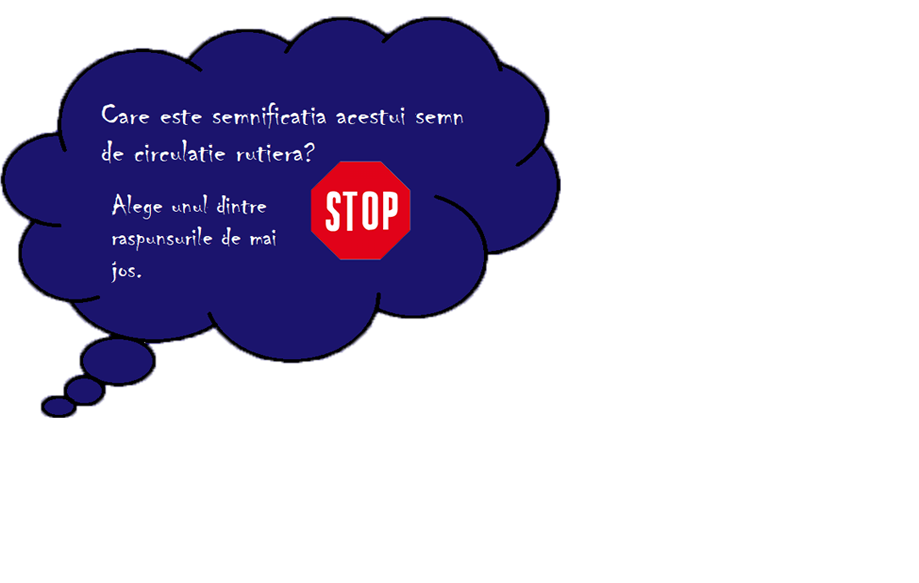 Care este semnificatia acestui semn
de circulatie rutiera?
Alege unul dintre
raspunsurile de mai
jos.
STOP